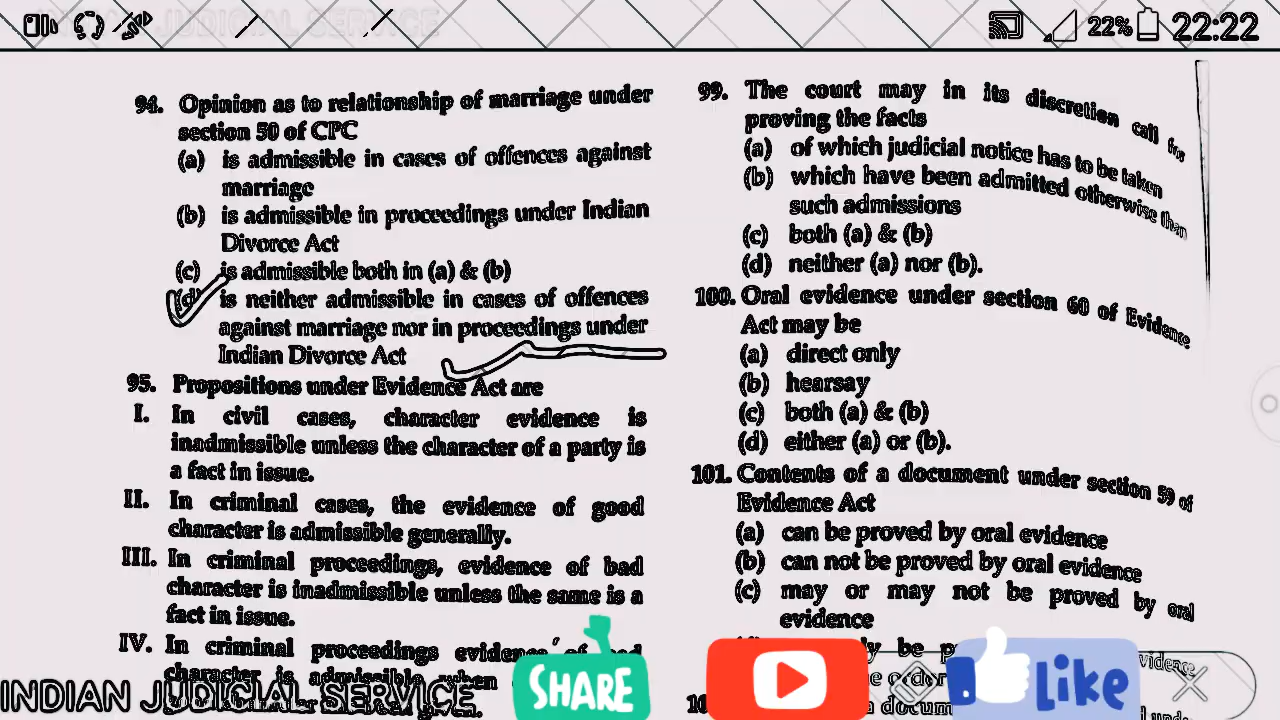 INDIAN JUDICIAL SERVICE
22% 22:22
94. Opinion as to relationship of marriage under
section 50 of CPC
(a) is admissible in cases of offences against
marriage
(b) is admissible in proceedings under Indian
Divorce Act
(c) is admissible both in (a) & (b)
(d) is neither admissible in cases of offences
against marriage nor in proceedings under
Indian Divorce Act
95. Propositions under Evidence Act are
I. In civil cases, character evidence is
inadmissible unless the character of a party is
a fact in issue.
II. In criminal cases, the evidence of good
character is admissible generally.
III. In criminal proceedings, evidence of bad
character is inadmissible unless the same is a
fact in issue.
IV. In criminal proceedings evidence of bad
character is admissible when
99. The court may in its discretion call for
proving the facts
(a) of which judicial notice has to be taken
(b) which have been admitted otherwise than
such admissions
(c) both (a) & (b)
(d) neither (a) nor (b).
100. Oral evidence under section 60 of Evidence
Act may be
(a) direct only
(b) hearsay
(c) both (a) & (b)
(d) either (a) or (b).
101. Contents of a document under section 59 of
Evidence Act
(a) can be proved by oral evidence
(b) can not be proved by oral evidence
(c) may or may not be proved by oral
evidence
be
INDIAN JUDICIAL SERVICE
SHARE
Like